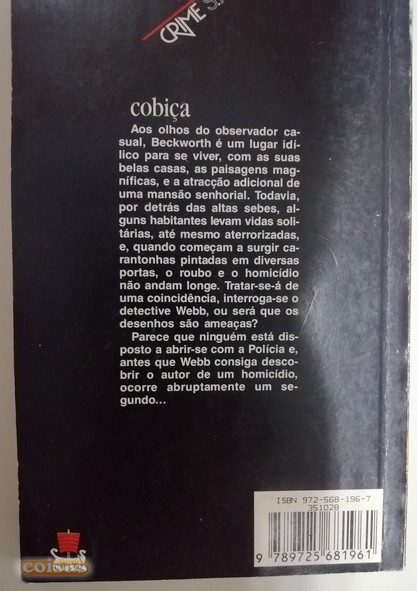 CRIME S.A.
cobiça
Aos olhos do observador ca-
sual, Beckworth é um lugar idí-
lico para se viver, com as suas
belas casas, as paisagens mag-
níficas, e a atracção adicional de
uma mansão senhorial. Todavia,
por detrás das altas sebes, al-
guns habitantes levam vidas soli-
tárias, até mesmo aterrorizadas,
e, quando começam a surgir ca-
rantonhas pintadas em diversas
portas, o roubo e o homicídio
não andam longe. Tratar-se-á de
uma coincidência, interroga-se o
detective Webb, ou será que os
desenhos são ameaças?
Parece que ninguém está dis-
posto a abrir-se com a Polícia e,
antes que Webb consiga desco-
brir o autor de um homicídio,
ocorre abruptamente um se-
gundo...
ISBN 972-568-196-7
351028
9 789725 681961
coisas